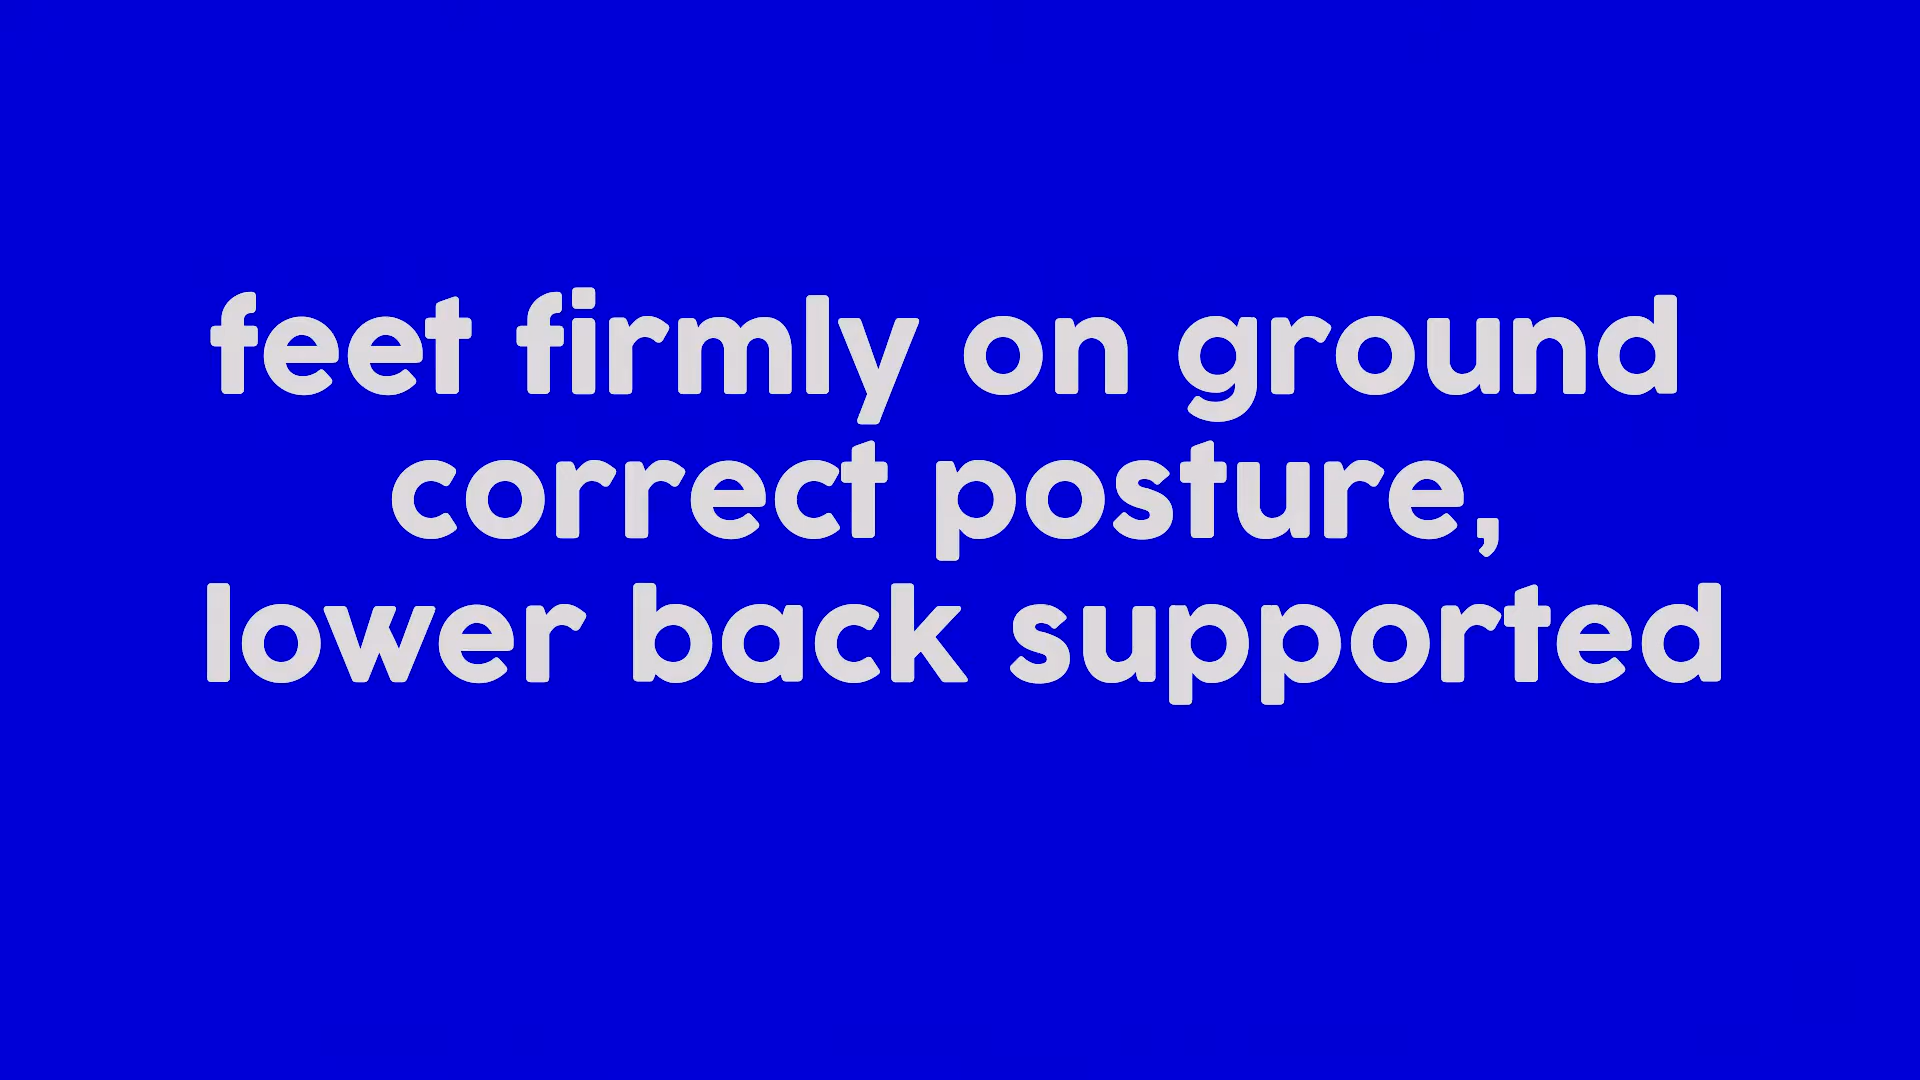 feet firmly on ground
correct posture,
lower back supported